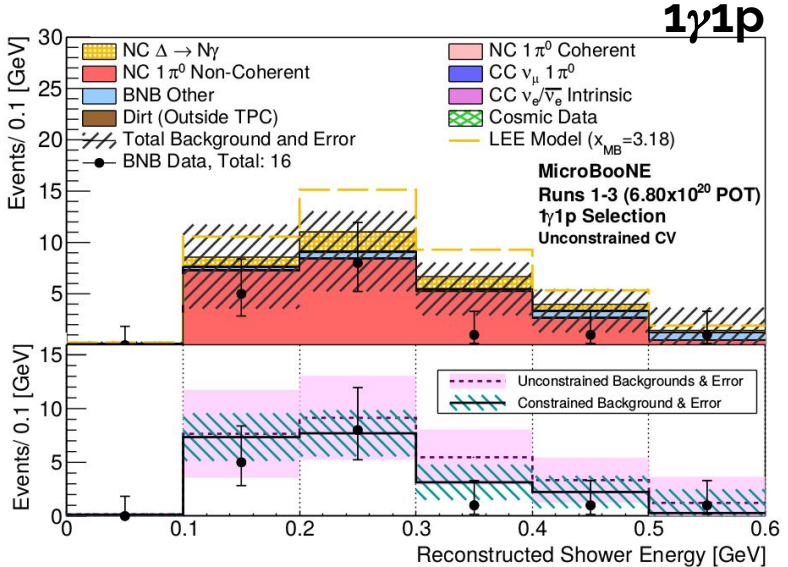 1γ1p
30
25
20
15
10
5
Events/ 0.1 [GeV]
NC Δ → Nγ
NC 1π⁰ Non-Coherent
BNB Other
Dirt (Outside TPC)
Total Background and Error
BNB Data, Total: 16
NC 1π⁰ Coherent
CC νμ 1π⁰
CC νe/ν̅e̅ Intrinsic
Cosmic Data
LEE Model (xMB=3.18)
MicroBooNE
Runs 1-3 (6.80x10²⁰ POT)
1γ1p Selection
Unconstrained CV
15
10
5
0
Events/ 0.1 [GeV]
Unconstrained Backgrounds & Error
Constrained Background & Error
0 0.1 0.2 0.3 0.4 0.5 0.6
Reconstructed Shower Energy [GeV]